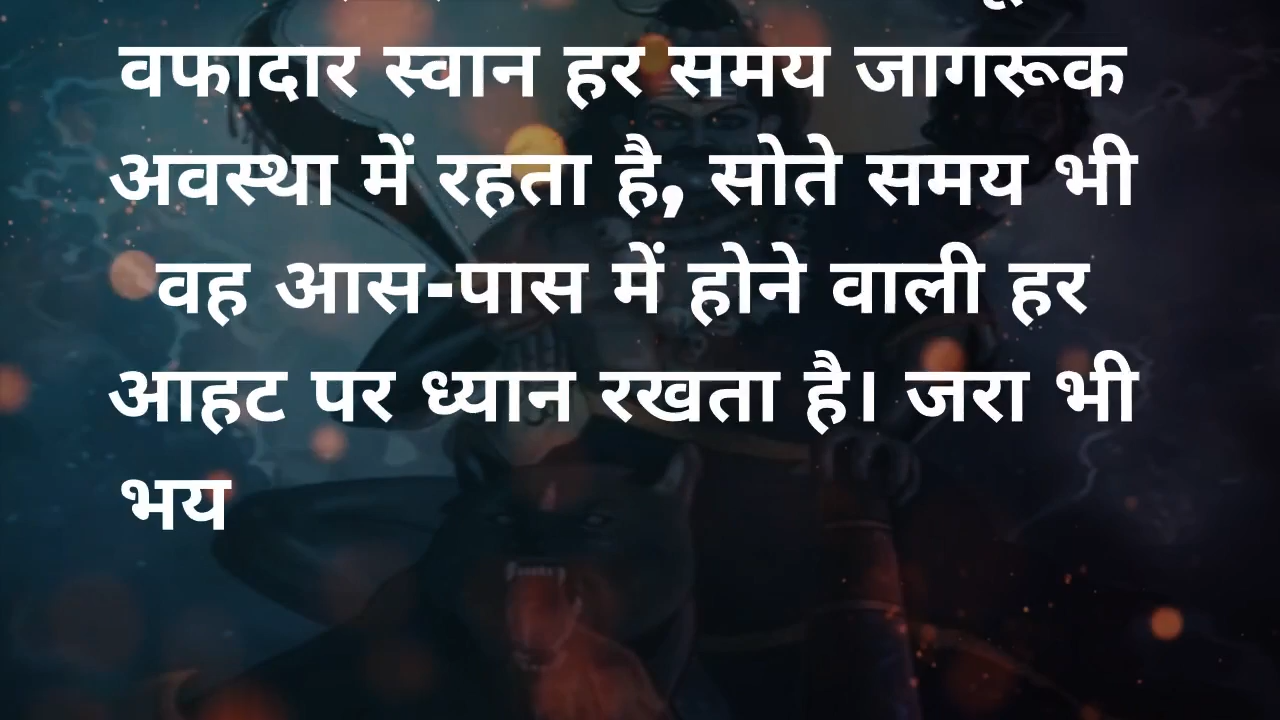 वफादार स्वान हर समय जागरूक
अवस्था में रहता है, सोते समय भी
वह आस-पास में होने वाली हर
आहट पर ध्यान रखता है। जरा भी
भय